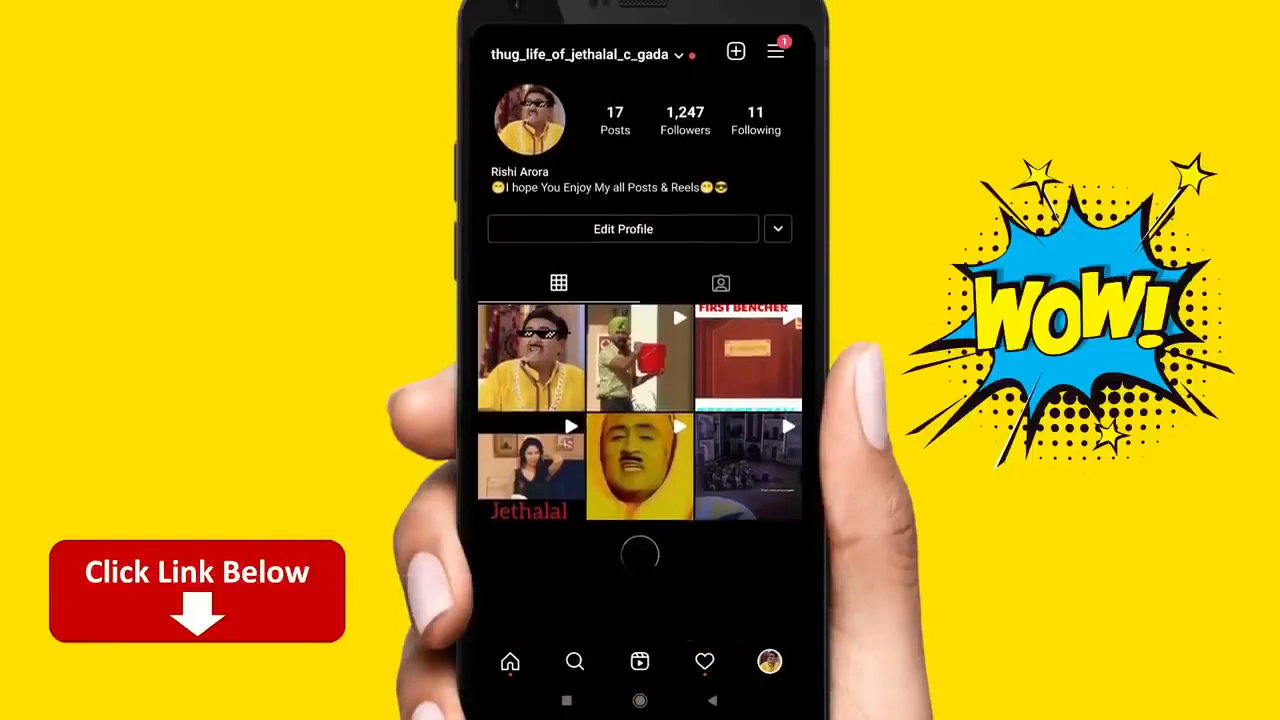 thug_life_of_jethalal_c_gada
1
17
1,247
11
Posts
Followers
Following
Rishi Arora
😁I hope You Enjoy My all Posts & Reels😁😎
Edit Profile
FIRST BENCHER
WOW!
Jethalal
Click Link Below